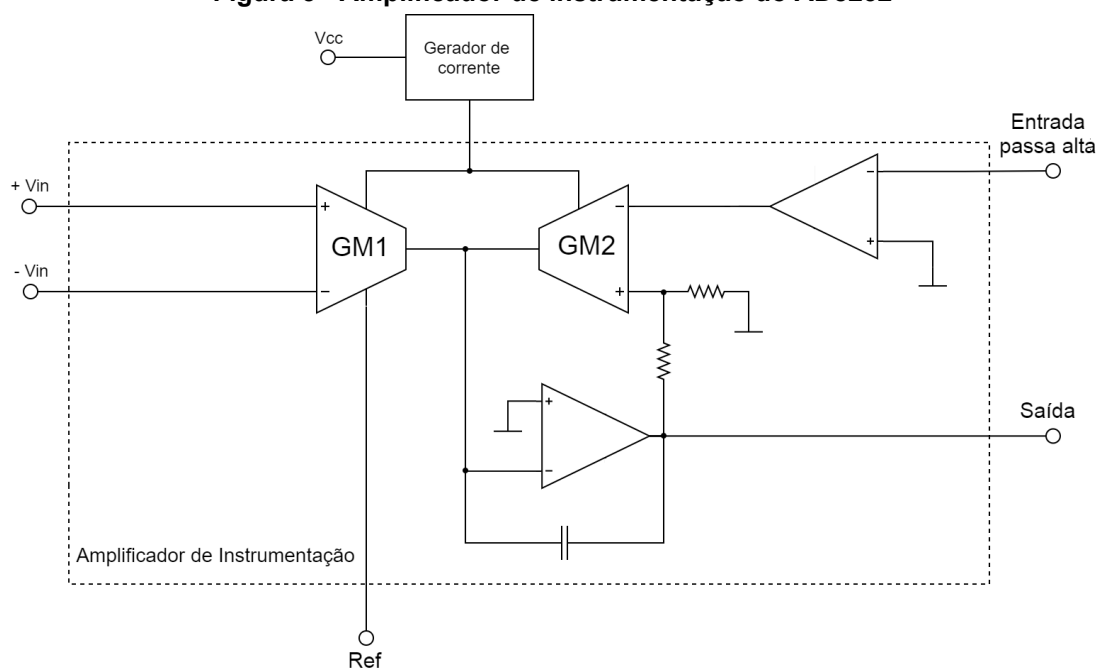 Vcc
Gerador de
corrente
Entrada
passa alta
+ Vin
+
GM1
GM2
−
−
+
- Vin
−
+
+
−
Saída
Amplificador de Instrumentação
Ref